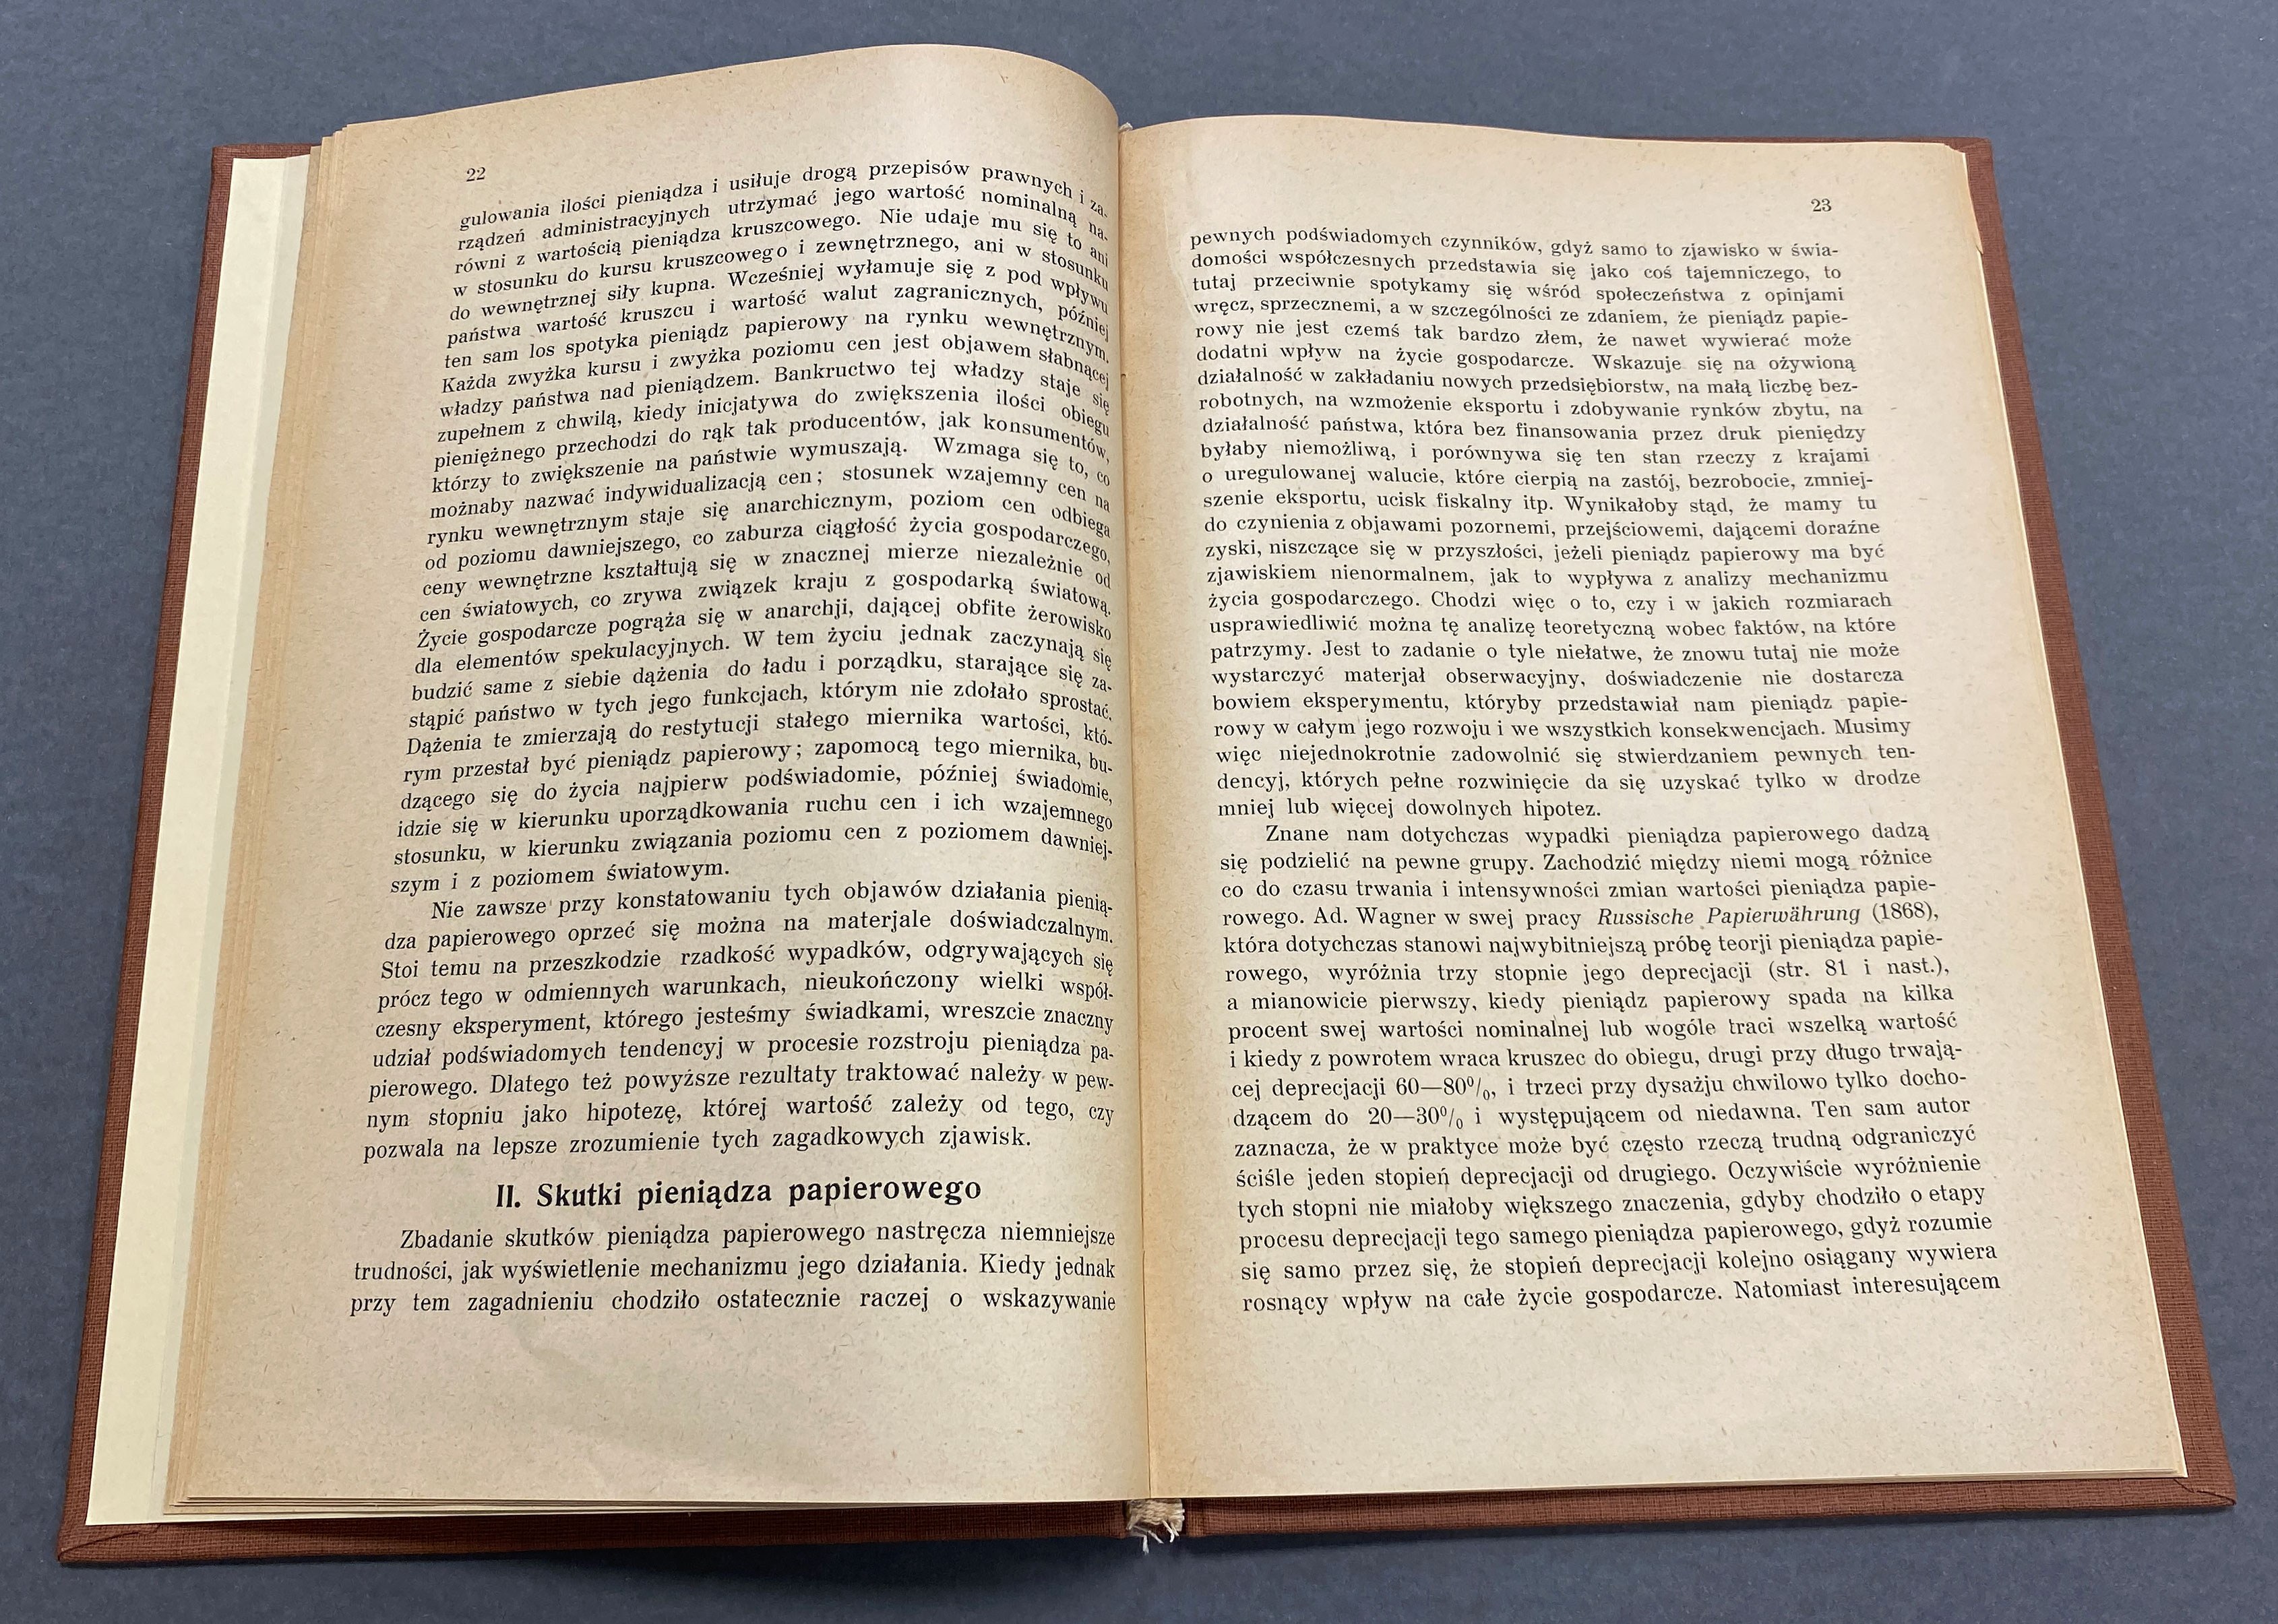 22
gulowania ilości pieniądza i usiłuje drogą przepisów prawnych i za-
rządzeń administracyjnych utrzymać jego wartość nominalną na-
równi z wartością pieniądza kruszcowego. Nie udaje mu się to ani
w stosunku do kursu kruszcowego i zewnętrznego, ani w stosunku
do wewnętrznej siły kupna. Wcześniej wyłamuje się z pod wpływu
państwa wartość kruszcu i wartość walut zagranicznych, później
ten sam los spotyka pieniądz papierowy na rynku wewnętrznym.
Każda zwyżka kursu i zwyżka poziomu cen jest objawem słabnącej
władzy państwa nad pieniądzem. Bankructwo tej władzy staje się
zupełnem z chwilą, kiedy inicjatywa do zwiększenia ilości obiegu
pieniężnego przechodzi do rąk tak producentów, jak konsumentów,
którzy to zwiększenie na państwie wymuszają. Wzmaga się to, co
możnaby nazwać indywidualizacją cen; stosunek wzajemny cen na
rynku wewnętrznym staje się anarchicznym, poziom cen odbiega
od poziomu dawniejszego, co zaburza ciągłość życia gospodarczego,
ceny wewnętrzne kształtują się w znacznej mierze niezależnie od
cen światowych, co zrywa związek kraju z gospodarką światową.
Życie gospodarcze pogrąża się w anarchji, dającej obfite żerowisko
dla elementów spekulacyjnych. W tem życiu jednak zaczynają się
budzić same z siebie dążenia do ładu i porządku, starające się za-
stąpić państwo w tych jego funkcjach, którym nie zdołało sprostać.
Dążenia te zmierzają do restytucji stałego miernika wartości, któ-
rym przestał być pieniądz papierowy; zapomocą tego miernika, bu-
dzącego się do życia najpierw podświadomie, później świadomie,
idzie się w kierunku uporządkowania ruchu cen i ich wzajemnego
stosunku, w kierunku związania poziomu cen z poziomem dawniej-
szym i z poziomem światowym.
Nie zawsze przy konstatowaniu tych objawów działania pienią-
dza papierowego oprzeć się można na materjale doświadczalnym.
Stoi temu na przeszkodzie rzadkość wypadków, odgrywających się
prócz tego w odmiennych warunkach, nieukończony wielki współ-
czesny eksperyment, którego jesteśmy świadkami, wreszcie znaczny
udział podświadomych tendencyj w procesie rozstroju pieniądza pa-
pierowego. Dlatego też powyższe rezultaty traktować należy w pew-
nym stopniu jako hipotezę, której wartość zależy od tego, czy
pozwala na lepsze zrozumienie tych zagadkowych zjawisk.
II. Skutki pieniądza papierowego
Zbadanie skutków pieniądza papierowego nastręcza niemniejsze
trudności, jak wyświetlenie mechanizmu jego działania. Kiedy jednak
przy tem zagadnieniu chodziło ostatecznie raczej o wskazywanie
23
pewnych podświadomych czynników, gdyż samo to zjawisko w świa-
domości współczesnych przedstawia się jako coś tajemniczego, to
tutaj przeciwnie spotykamy się wśród społeczeństwa z opinjami
wręcz, sprzecznemi, a w szczególności ze zdaniem, że pieniądz papie-
rowy nie jest czemś tak bardzo złem, że nawet wywierać może
dodatni wpływ na życie gospodarcze. Wskazuje się na ożywioną
działalność w zakładaniu nowych przedsiębiorstw, na małą liczbę bez-
robotnych, na wzmożenie eksportu i zdobywanie rynków zbytu, na
działalność państwa, która bez finansowania przez druk pieniędzy
byłaby niemożliwą, i porównywa się ten stan rzeczy z krajami
o uregulowanej walucie, które cierpią na zastój, bezrobocie, zmniej-
szenie eksportu, ucisk fiskalny itp. Wynikałoby stąd, że mamy tu
do czynienia z objawami pozornemi, przejściowemi, dającemi doraźne
zyski, niszczące się w przyszłości, jeżeli pieniądz papierowy ma być
zjawiskiem nienormalnem, jak to wypływa z analizy mechanizmu
życia gospodarczego. Chodzi więc o to, czy i w jakich rozmiarach
usprawiedliwić można tę analizę teoretyczną wobec faktów, na które
patrzymy. Jest to zadanie o tyle niełatwe, że znowu tutaj nie może
wystarczyć materjał obserwacyjny, doświadczenie nie dostarcza
bowiem eksperymentu, któryby przedstawiał nam pieniądz papie-
rowy w całym jego rozwoju i we wszystkich konsekwencjach. Musimy
więc niejednokrotnie zadowolnić się stwierdzaniem pewnych ten-
dencyj, których pełne rozwinięcie da się uzyskać tylko w drodze
mniej lub więcej dowolnych hipotez.
Znane nam dotychczas wypadki pieniądza papierowego dadzą
się podzielić na pewne grupy. Zachodzić między niemi mogą różnice
co do czasu trwania i intensywności zmian wartości pieniądza papie-
rowego. Ad. Wagner w swej pracy Russische Papierwährung (1868),
która dotychczas stanowi najwybitniejszą próbę teorji pieniądza papie-
rowego, wyróżnia trzy stopnie jego deprecjacji (str. 81 i nast.),
a mianowicie pierwszy, kiedy pieniądz papierowy spada na kilka
procent swej wartości nominalnej lub wogóle traci wszelką wartość
i kiedy z powrotem wraca kruszec do obiegu, drugi przy długo trwają-
cej deprecjacji 60—80%, i trzeci przy dysażju chwilowo tylko docho-
dzącem do 20—30% i występującem od niedawna. Ten sam autor
zaznacza, że w praktyce może być często rzeczą trudną odgraniczyć
ściśle jeden stopień deprecjacji od drugiego. Oczywiście wyróżnienie
tych stopni nie miałoby większego znaczenia, gdyby chodziło o etapy
procesu deprecjacji tego samego pieniądza papierowego, gdyż rozumie
się samo przez się, że stopień deprecjacji kolejno osiągany wywiera
rosnący wpływ na całe życie gospodarcze. Natomiast interesującem